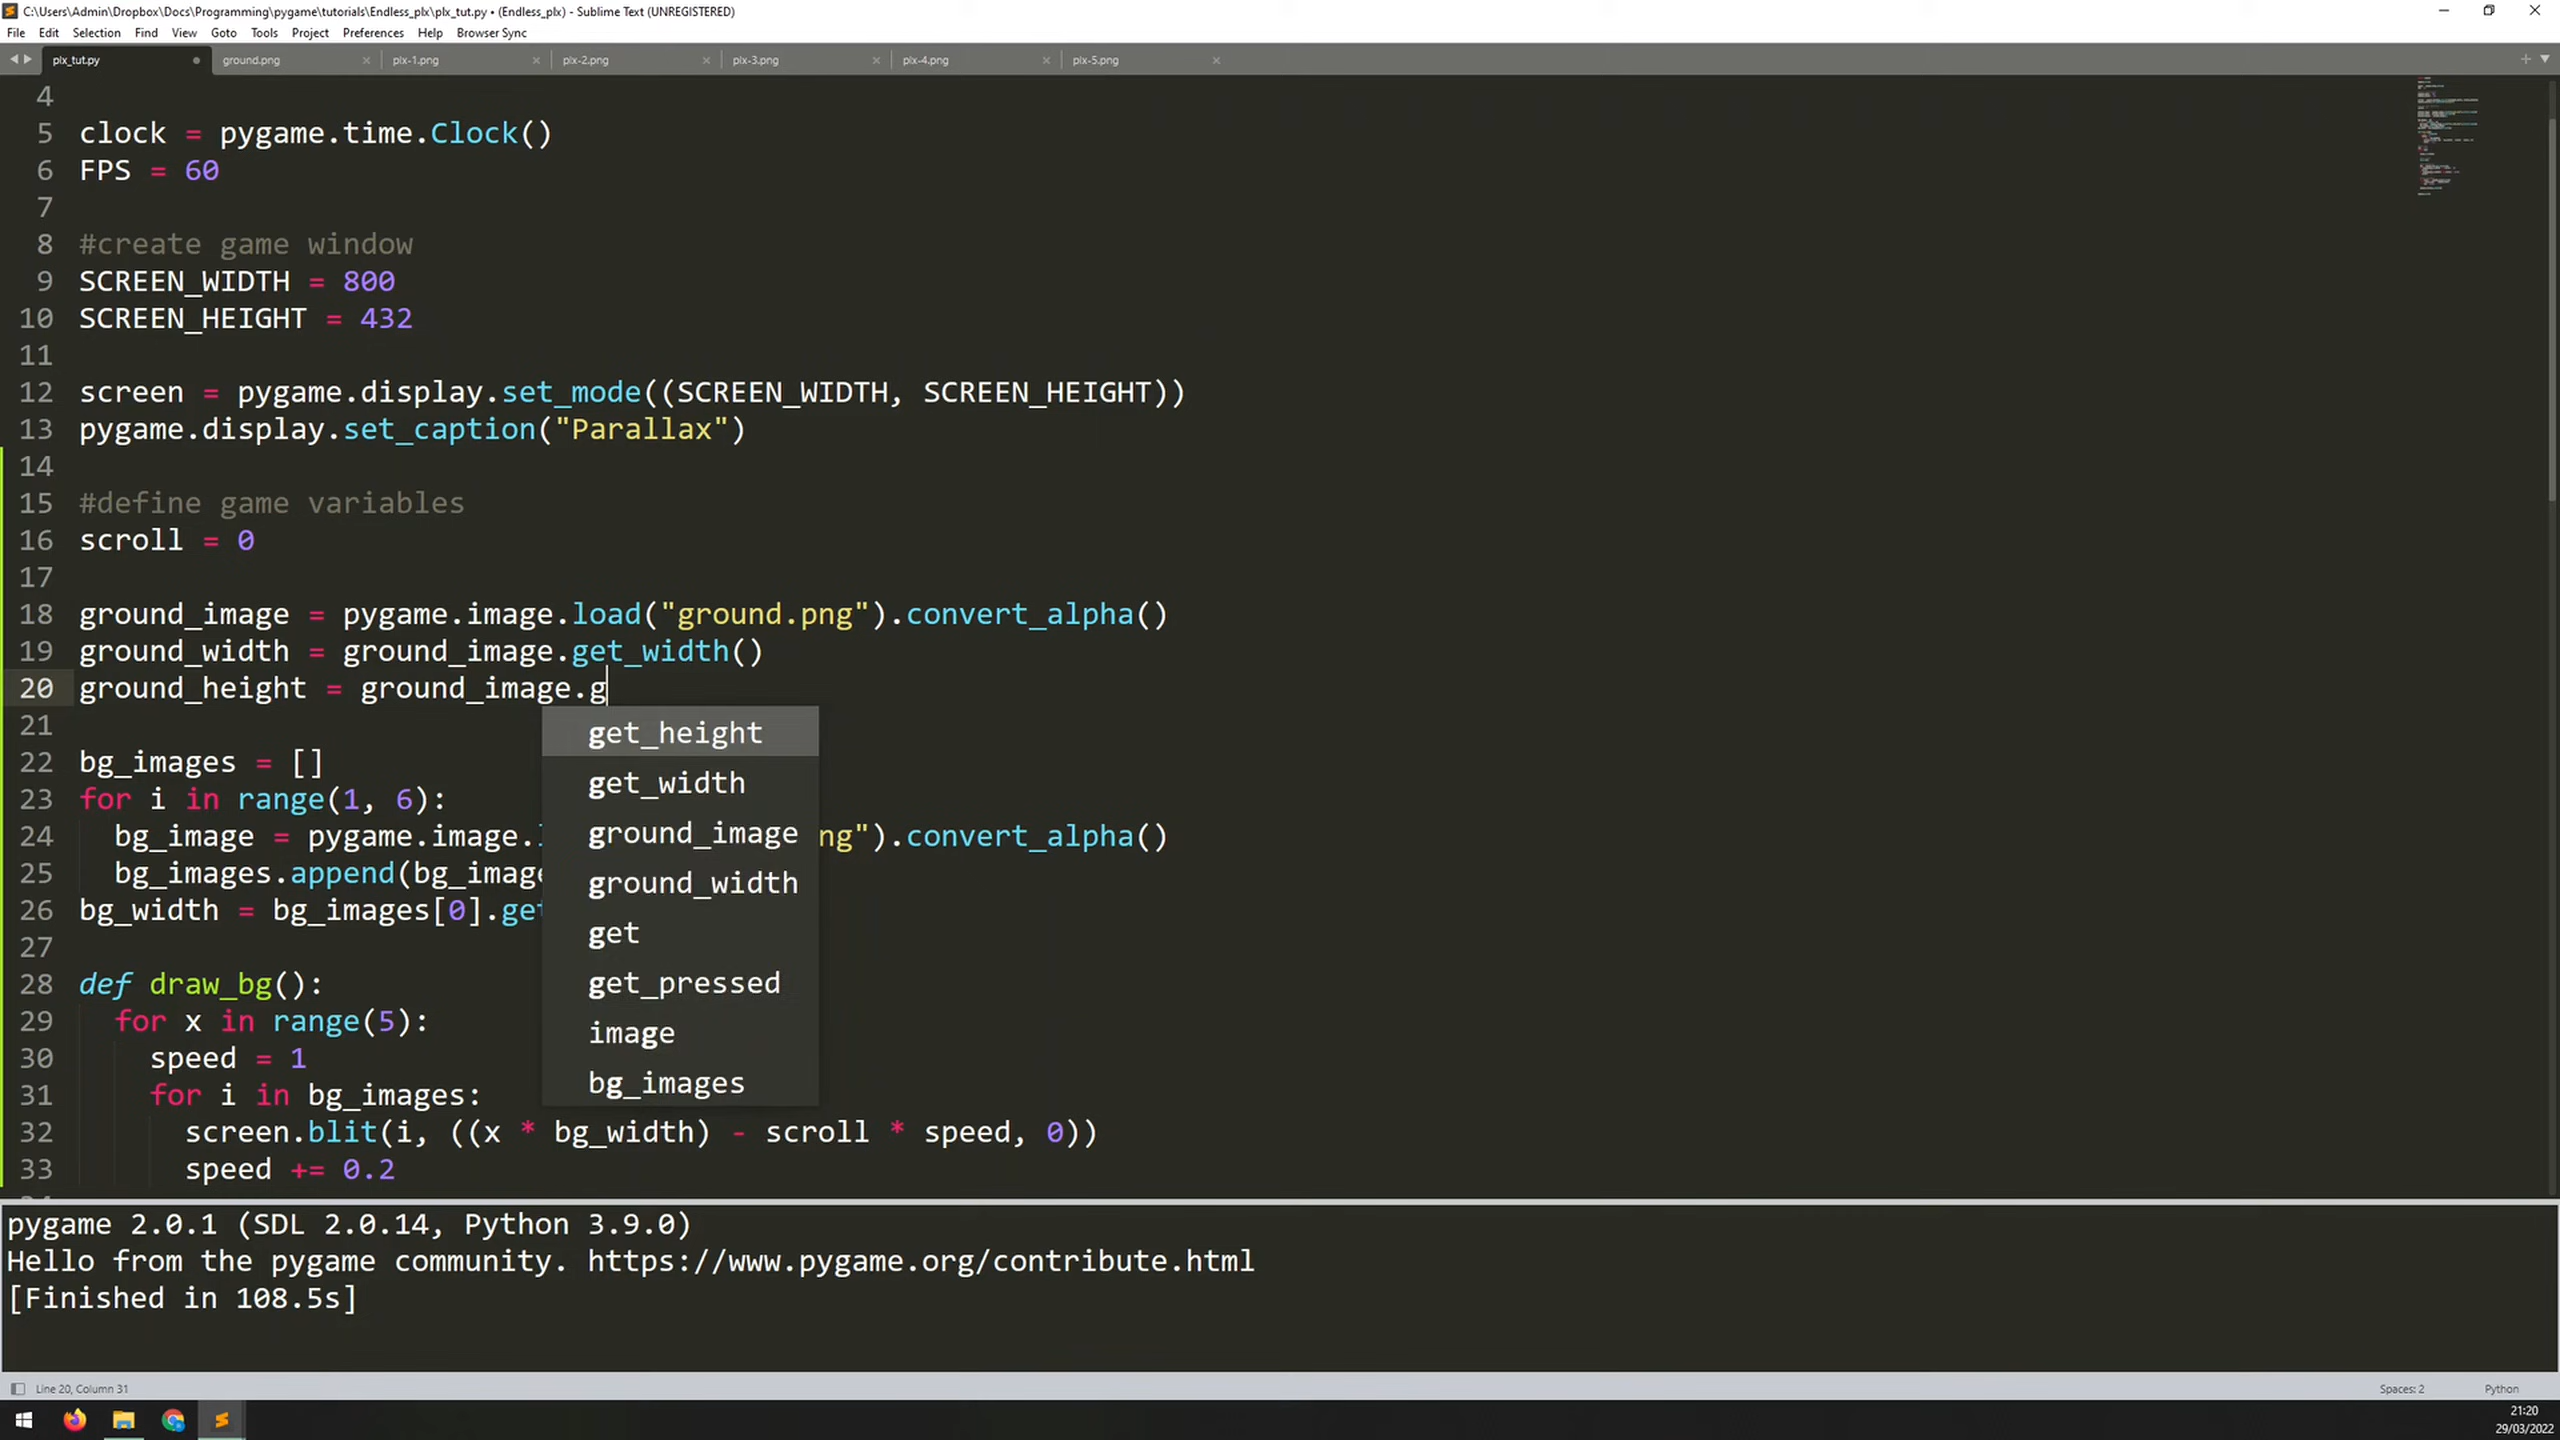 C:\Users\Admin\Dropbox\Docs\Programming\pygame\tutorials\Endless_plx\plx_tut.py • (Endless_plx) - Sublime Text (UNREGISTERED)
File Edit Selection Find View Goto Tools Project Preferences Help Browser Sync
plx_tut.py ground.png plx-1.png plx-2.png plx-3.png plx-4.png plx-5.png
4
5 clock = pygame.time.Clock()
6 FPS = 60
7
8 #create game window
9 SCREEN_WIDTH = 800
10 SCREEN_HEIGHT = 432
11
12 screen = pygame.display.set_mode((SCREEN_WIDTH, SCREEN_HEIGHT))
13 pygame.display.set_caption("Parallax")
14
15 #define game variables
16 scroll = 0
17
18 ground_image = pygame.image.load("ground.png").convert_alpha()
19 ground_width = ground_image.get_width()
20 ground_height = ground_image.g
21
get_height
22 bg_images = []
get_width
23 for i in range(1, 6):
24 bg_image = pygame.image. ng").convert_alpha()
ground_image
25 bg_images.append(bg_image
ground_width
26 bg_width = bg_images[0].get
get
27
28 def draw_bg():
get_pressed
29 for x in range(5):
image
30 speed = 1
bg_images
31 for i in bg_images:
32 screen.blit(i, ((x * bg_width) - scroll * speed, 0))
33 speed += 0.2
pygame 2.0.1 (SDL 2.0.14, Python 3.9.0)
Hello from the pygame community. https://www.pygame.org/contribute.html
[Finished in 108.5s]
Line 20, Column 31 Spaces: 2 Python
21:20
29/03/2022